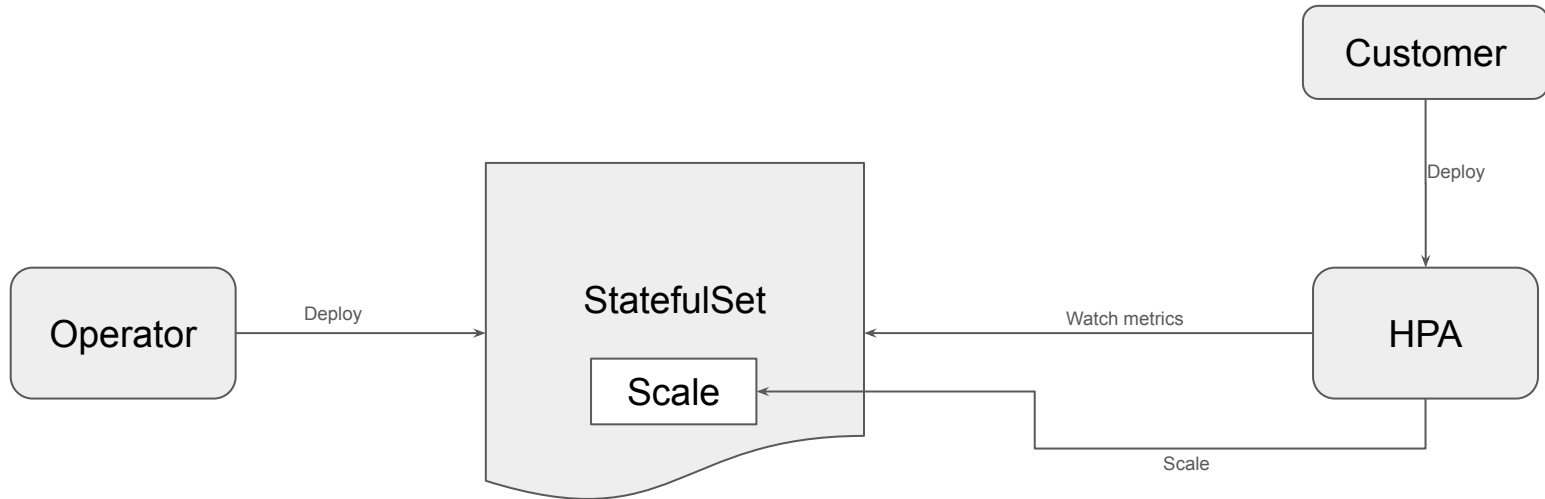 Customer
Deploy
Operator
Deploy
StatefulSet
Scale
Watch metrics
HPA
Scale